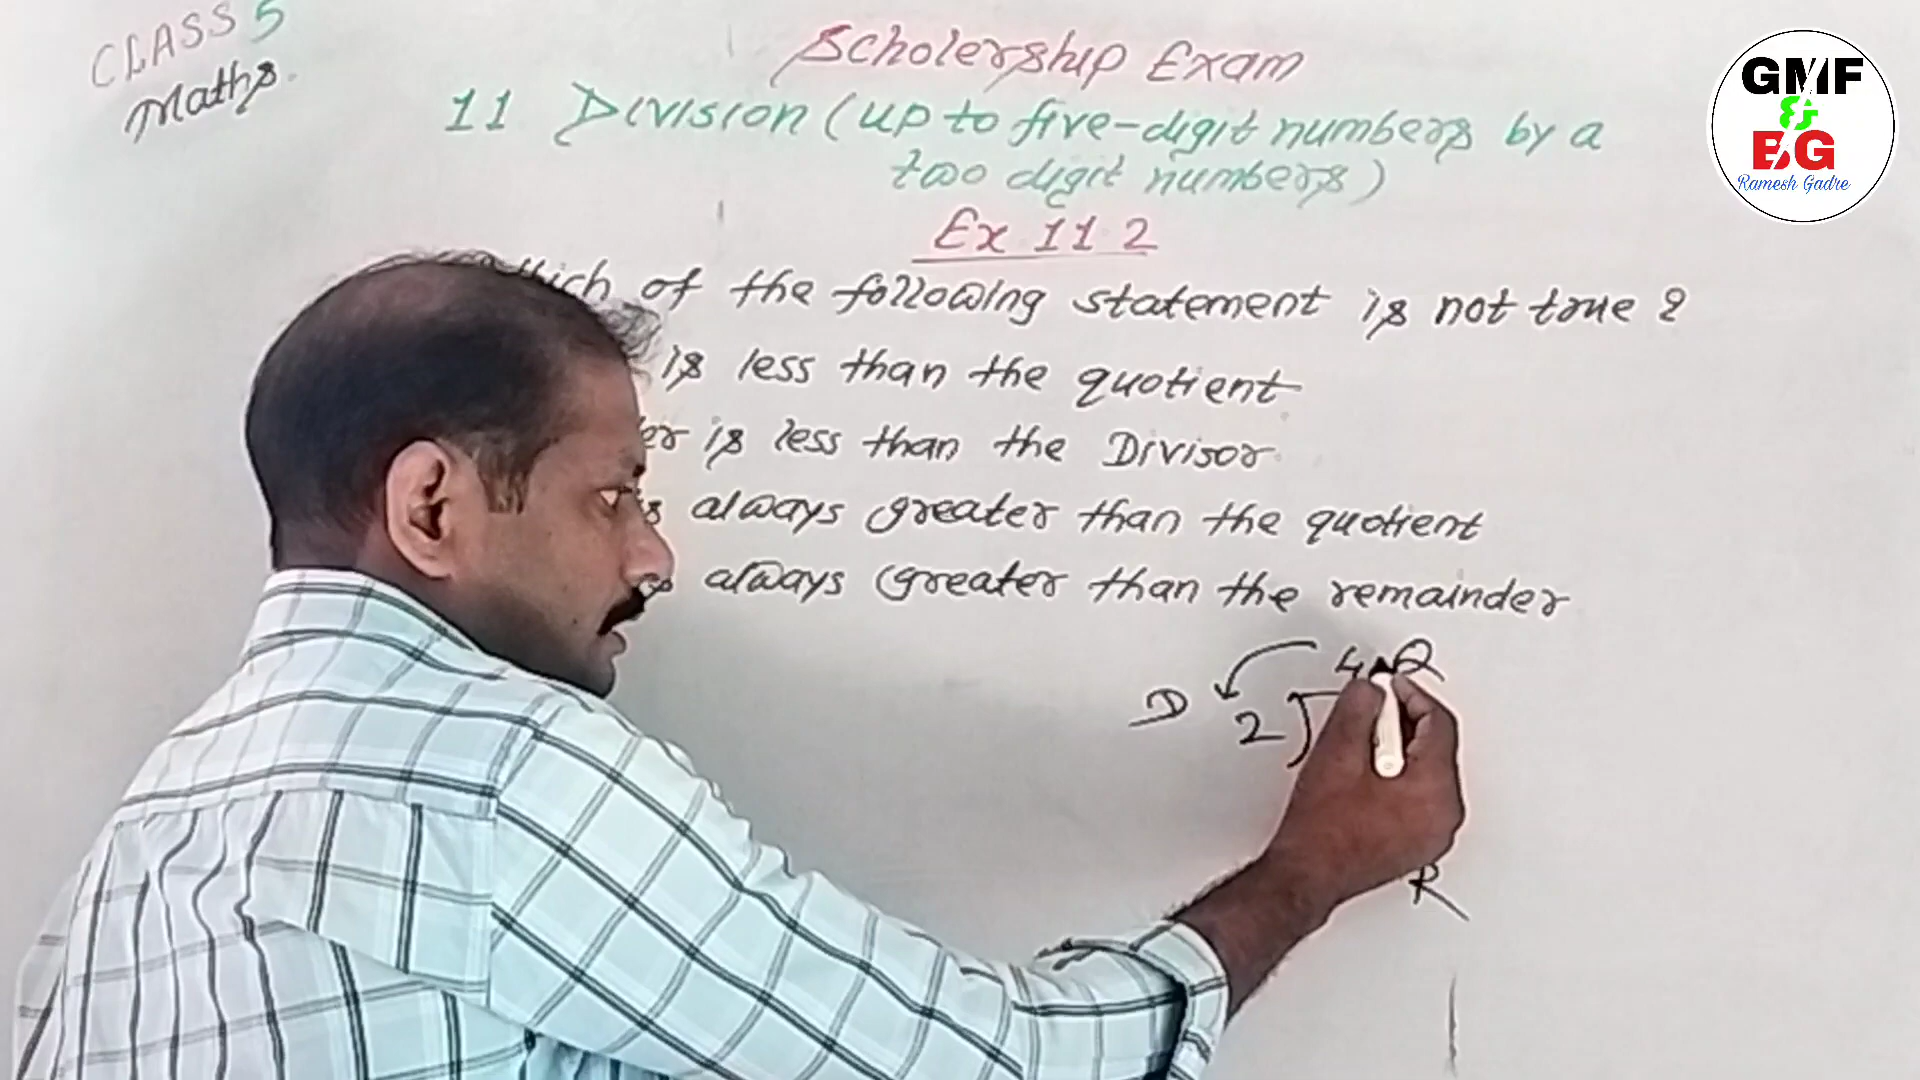 CLASS 5
Maths.
Scholership Exam
11 Division (up to five-digit numbers by a
two digit numbers)
Ex 11.2
of the following statement is not true ?
is less than the quotient
is less than the Divisor
always greater than the quotient
always greater than the remainder
4 Q
D 2
R
GMF
&
BG
Ramesh Gadre